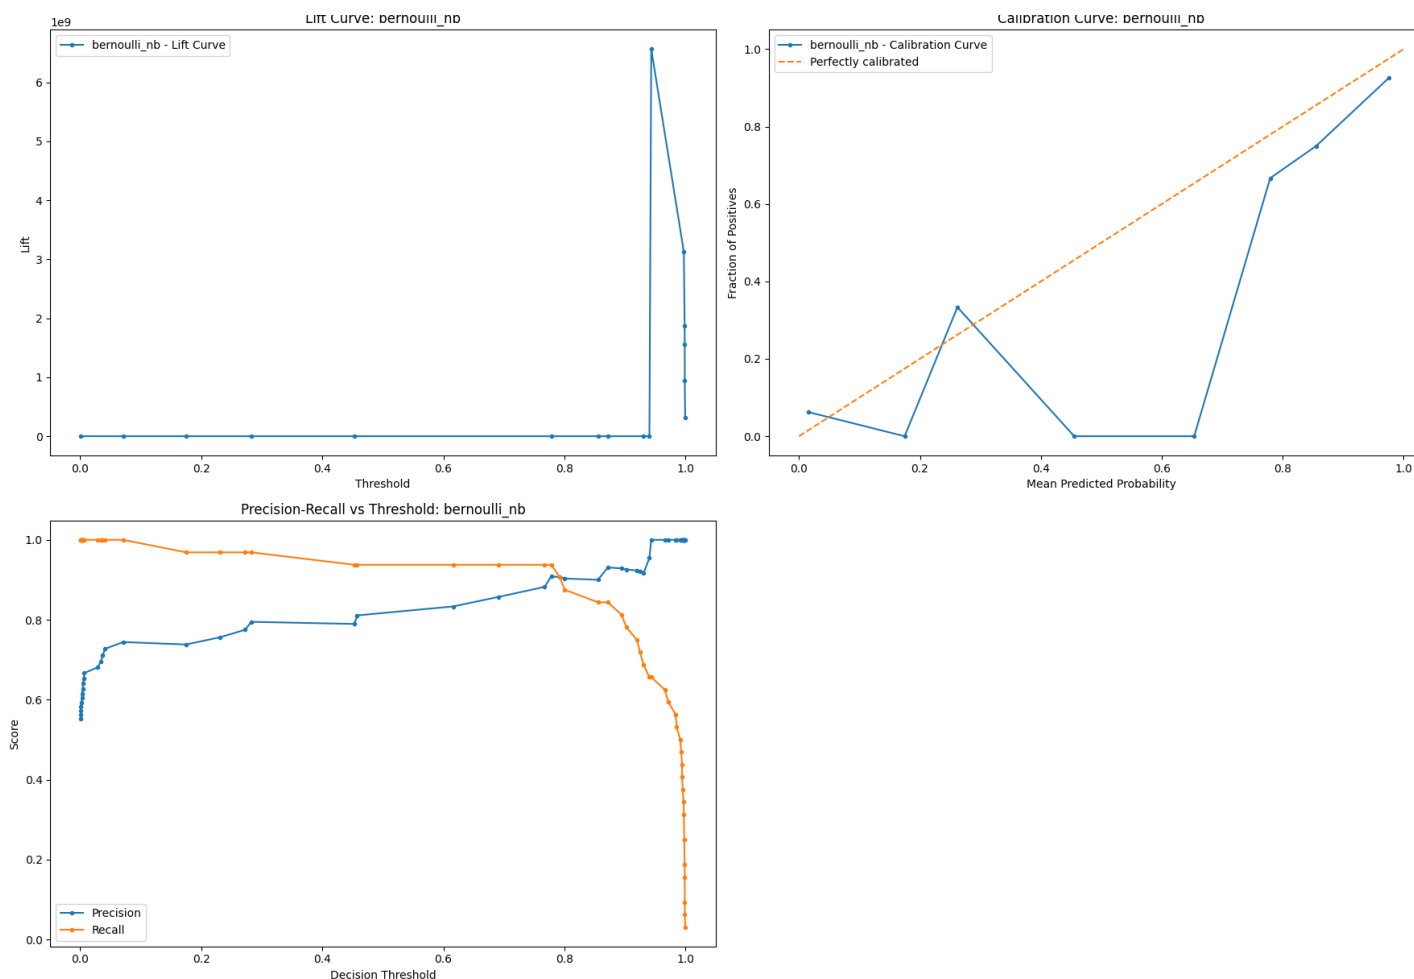 Lift Curve: bernoulli_nb
1e9
bernoulli_nb - Lift Curve
6
5
4
3
2
1
0
Lift
0.0 0.2 0.4 0.6 0.8 1.0
Threshold
Calibration Curve: bernoulli_nb
bernoulli_nb - Calibration Curve
Perfectly calibrated
1.0
0.8
0.6
0.4
0.2
0.0
Fraction of Positives
0.0 0.2 0.4 0.6 0.8 1.0
Mean Predicted Probability
Precision-Recall vs Threshold: bernoulli_nb
1.0
0.8
0.6
0.4
0.2
0.0
Score
Precision
Recall
0.0 0.2 0.4 0.6 0.8 1.0
Decision Threshold